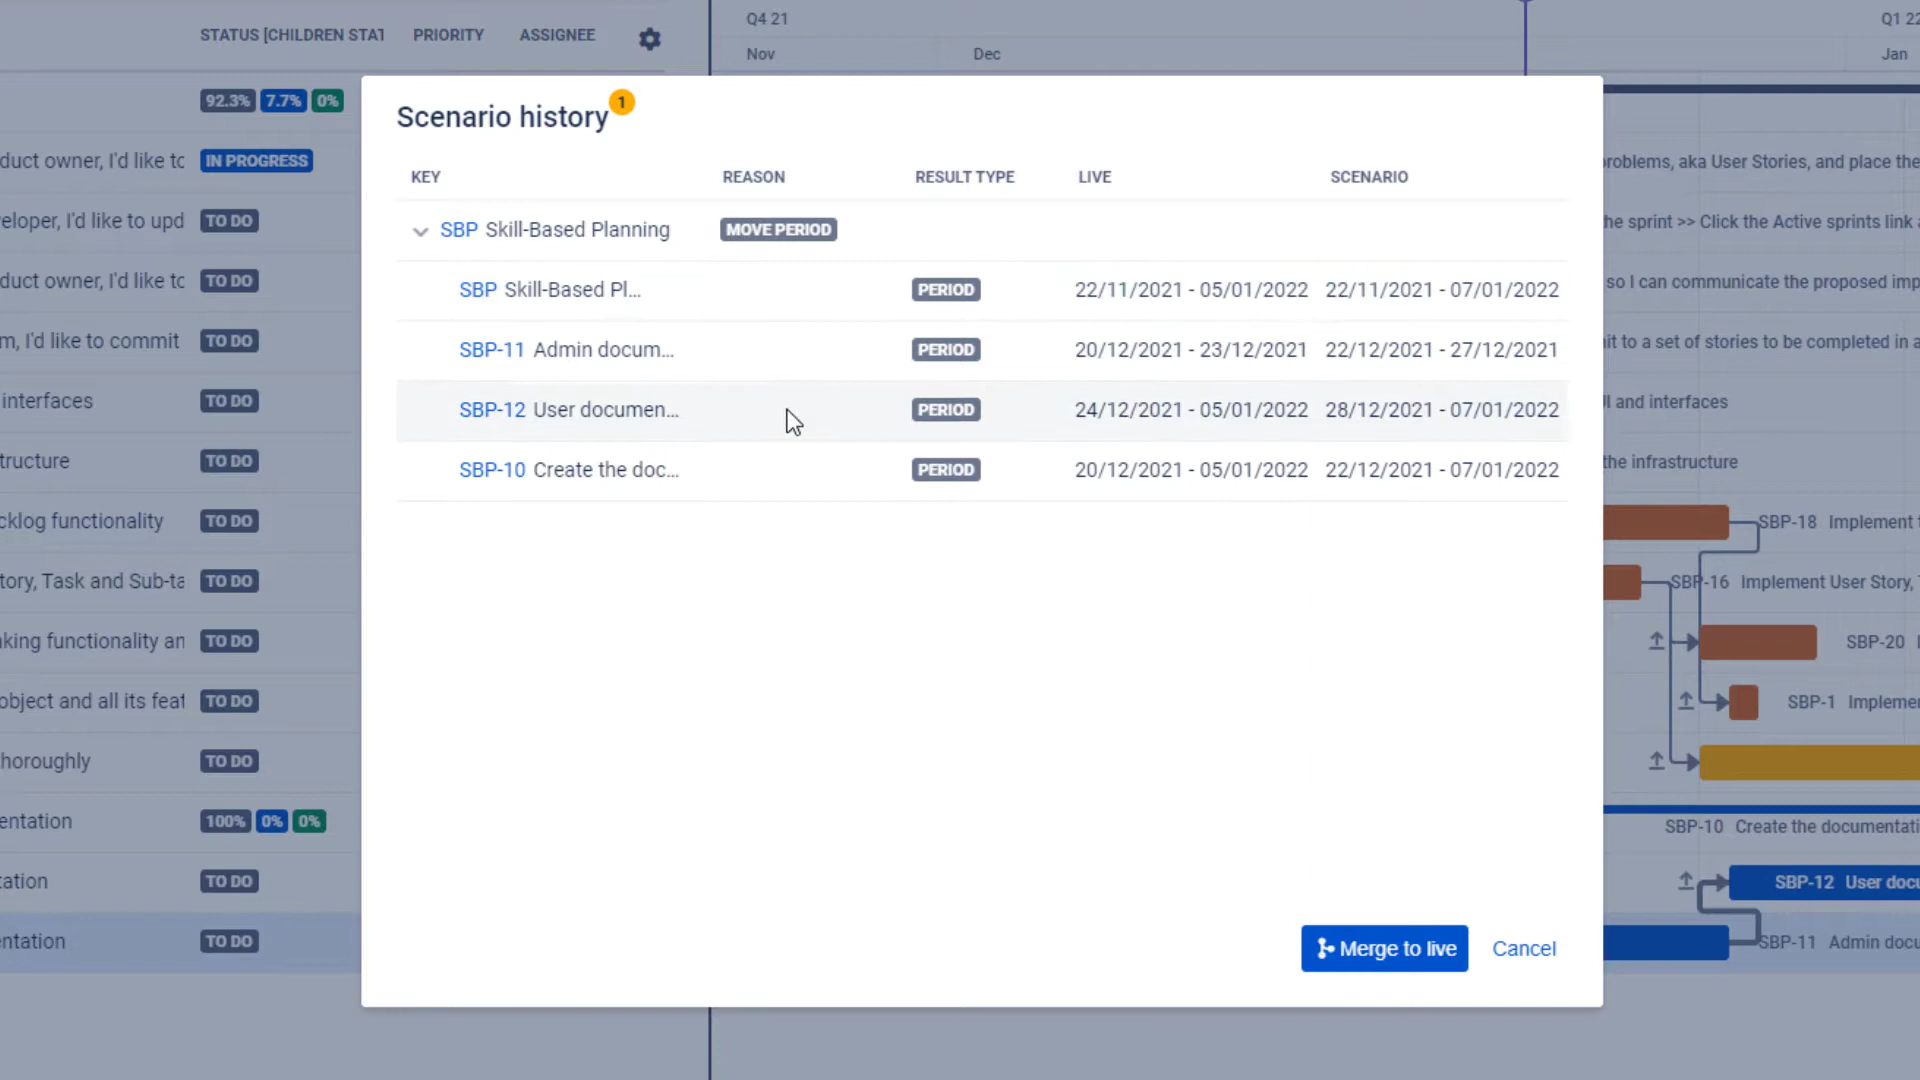 STATUS [CHILDREN STAT PRIORITY ASSIGNEE
Q4 21 Q1 22
Nov Dec Jan
92.3% 7.7% 0%
duct owner, I'd like to IN PROGRESS
eloper, I'd like to upd TO DO
duct owner, I'd like to TO DO
m, I'd like to commit TO DO
interfaces TO DO
tructure TO DO
cklog functionality TO DO
tory, Task and Sub-ta TO DO
king functionality an TO DO
object and all its feat TO DO
horoughly TO DO
entation 100% 0% 0%
tation TO DO
entation TO DO
Scenario history 1
KEY REASON RESULT TYPE LIVE SCENARIO
SBP Skill-Based Planning MOVE PERIOD
SBP Skill-Based Pl... PERIOD 22/11/2021 - 05/01/2022 22/11/2021 - 07/01/2022
SBP-11 Admin docum... PERIOD 20/12/2021 - 23/12/2021 22/12/2021 - 27/12/2021
SBP-12 User documen... PERIOD 24/12/2021 - 05/01/2022 28/12/2021 - 07/01/2022
SBP-10 Create the doc... PERIOD 20/12/2021 - 05/01/2022 22/12/2021 - 07/01/2022
Merge to live Cancel
problems, aka User Stories, and place the
the sprint >> Click the Active sprints link a
so I can communicate the proposed imp
it to a set of stories to be completed in a
I and interfaces
the infrastructure
SBP-18 Implement t
SBP-16 Implement User Story,
SBP-20
SBP-1 Implemen
SBP-10 Create the documentati
SBP-12 User docu
SBP-11 Admin docu